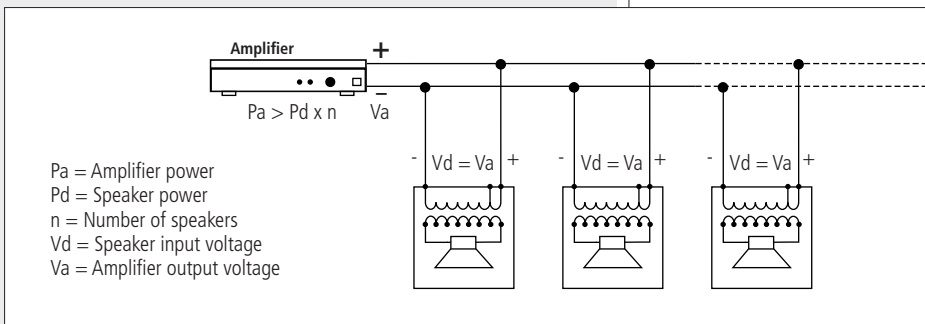 Amplifier
+
−
Pa > Pd x n Va
- Vd = Va + - Vd = Va + - Vd = Va +
Pa = Amplifier power
Pd = Speaker power
n = Number of speakers
Vd = Speaker input voltage
Va = Amplifier output voltage